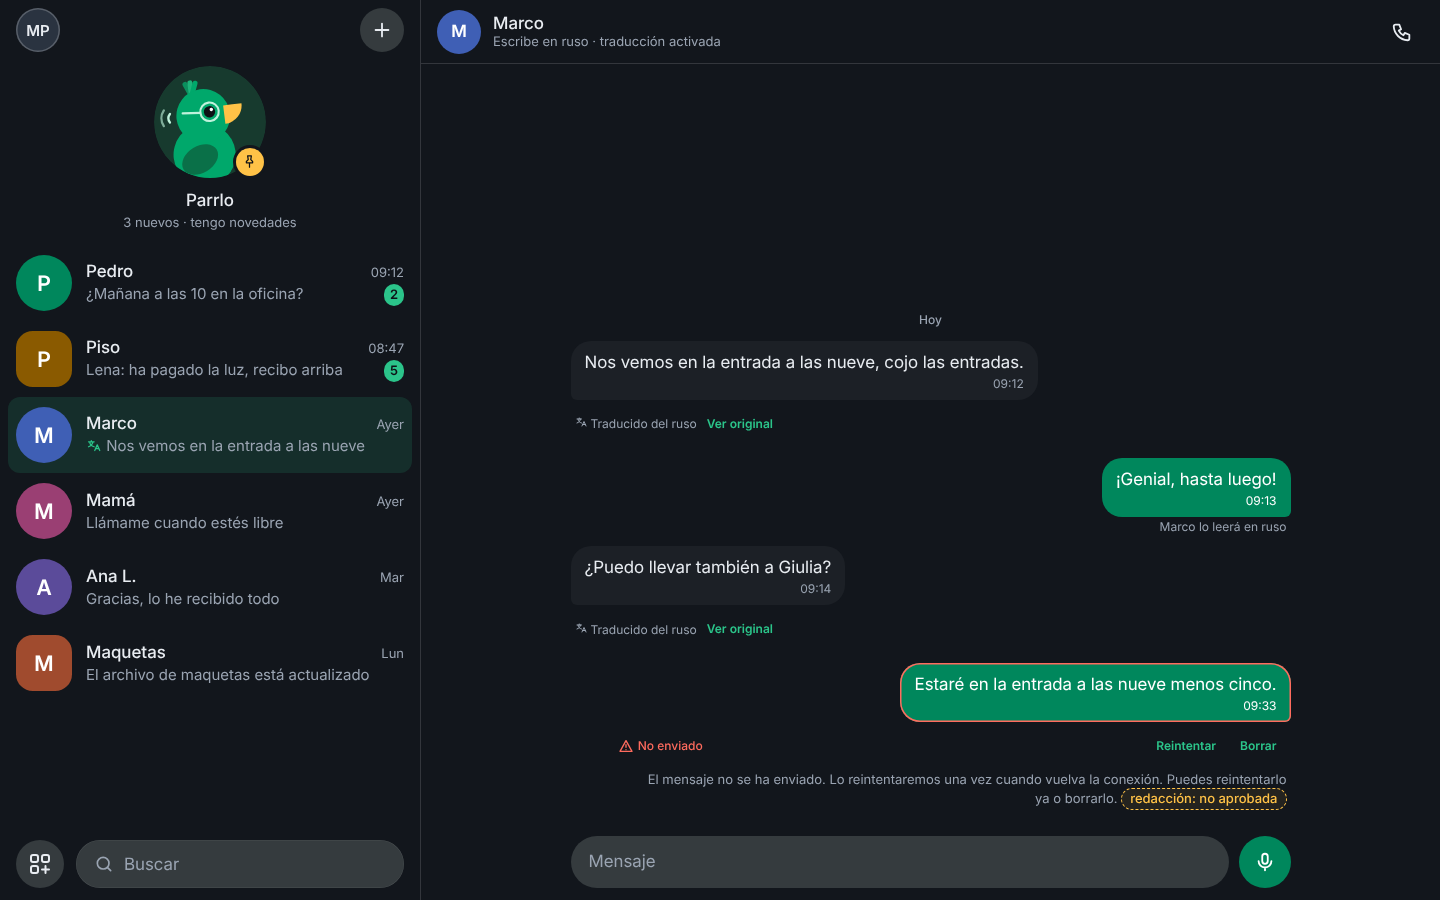 MP
Parrlo
3 nuevos · tengo novedades
P
Pedro
09:12
¿Mañana a las 10 en la oficina?
2
P
Piso
08:47
Lena: ha pagado la luz, recibo arriba
5
M
Marco
Ayer
Nos vemos en la entrada a las nueve
M
Mamá
Ayer
Llámame cuando estés libre
A
Ana L.
Mar
Gracias, lo he recibido todo
M
Maquetas
Lun
El archivo de maquetas está actualizado
Buscar
M
Marco
Escribe en ruso · traducción activada
Hoy
Nos vemos en la entrada a las nueve, cojo las entradas.
09:12
Traducido del ruso Ver original
¡Genial, hasta luego!
09:13
Marco lo leerá en ruso
¿Puedo llevar también a Giulia?
09:14
Traducido del ruso Ver original
Estaré en la entrada a las nueve menos cinco.
09:33
No enviado Reintentar Borrar
El mensaje no se ha enviado. Lo reintentaremos una vez cuando vuelva la conexión. Puedes reintentarlo
ya o borrarlo. redacción: no aprobada
Mensaje